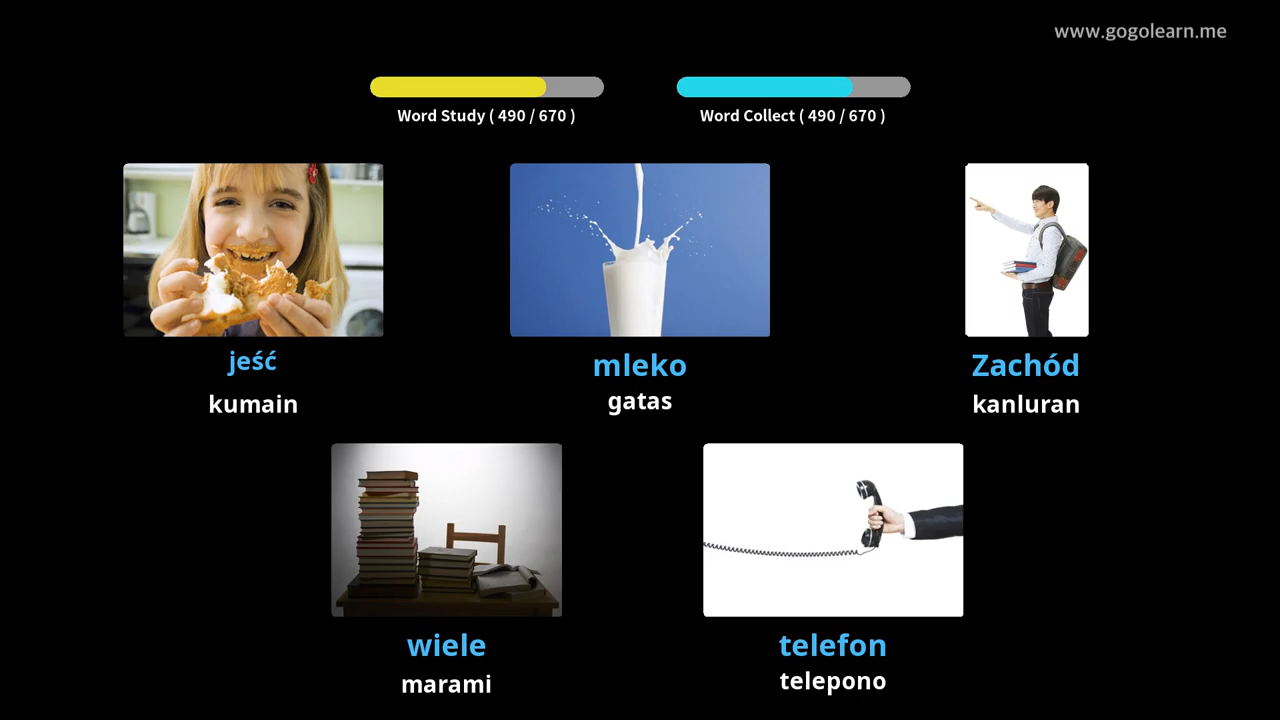 www.gogolearn.me
Word Study ( 490 / 670 )
Word Collect ( 490 / 670 )
jeść
kumain
mleko
gatas
Zachód
kanluran
wiele
marami
telefon
telepono